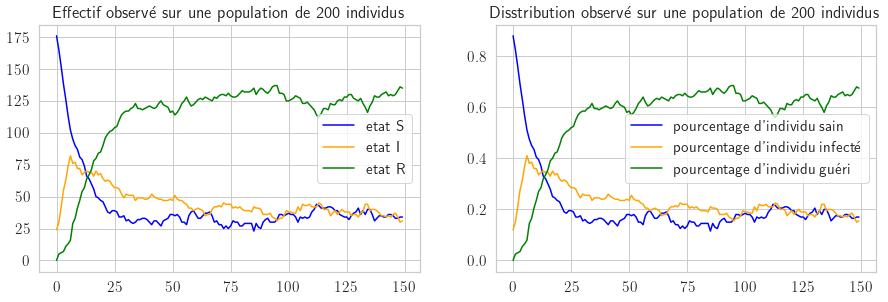 Effectif observé sur une population de 200 individus
175
150
125
100
75
50
25
0
etat S
etat I
etat R
0 25 50 75 100 125 150
Disstribution observé sur une population de 200 individus
0.8
0.6
0.4
0.2
0.0
pourcentage d'individu sain
pourcentage d'individu infecté
pourcentage d'individu guéri
0 25 50 75 100 125 150